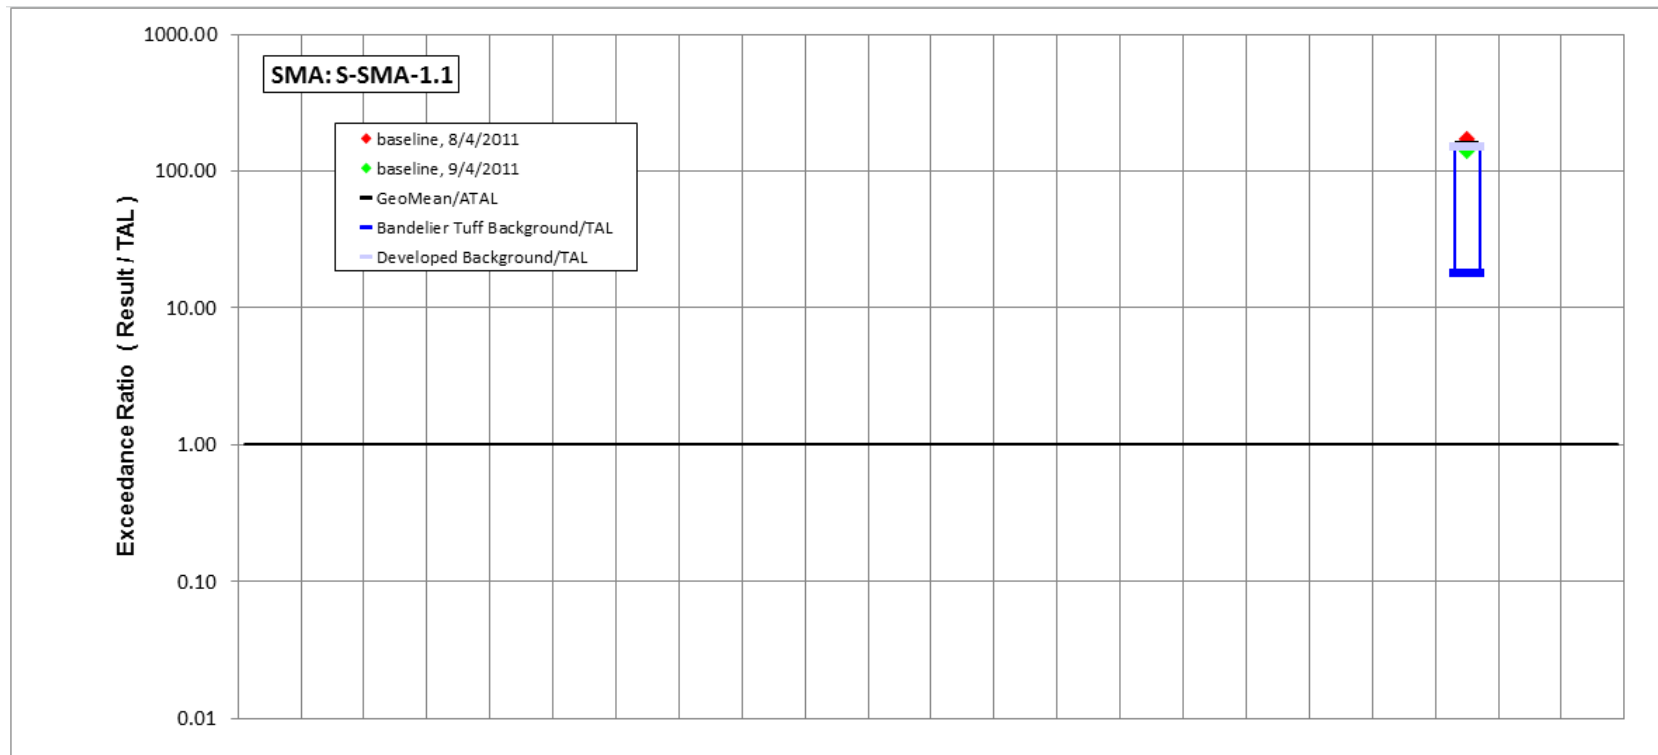 1000.00
SMA: S-SMA-1.1
baseline, 8/4/2011
baseline, 9/4/2011
GeoMean/ATAL
Bandelier Tuff Background/TAL
Developed Background/TAL
100.00
10.00
1.00
0.10
0.01
Exceedance Ratio ( Result / TAL )